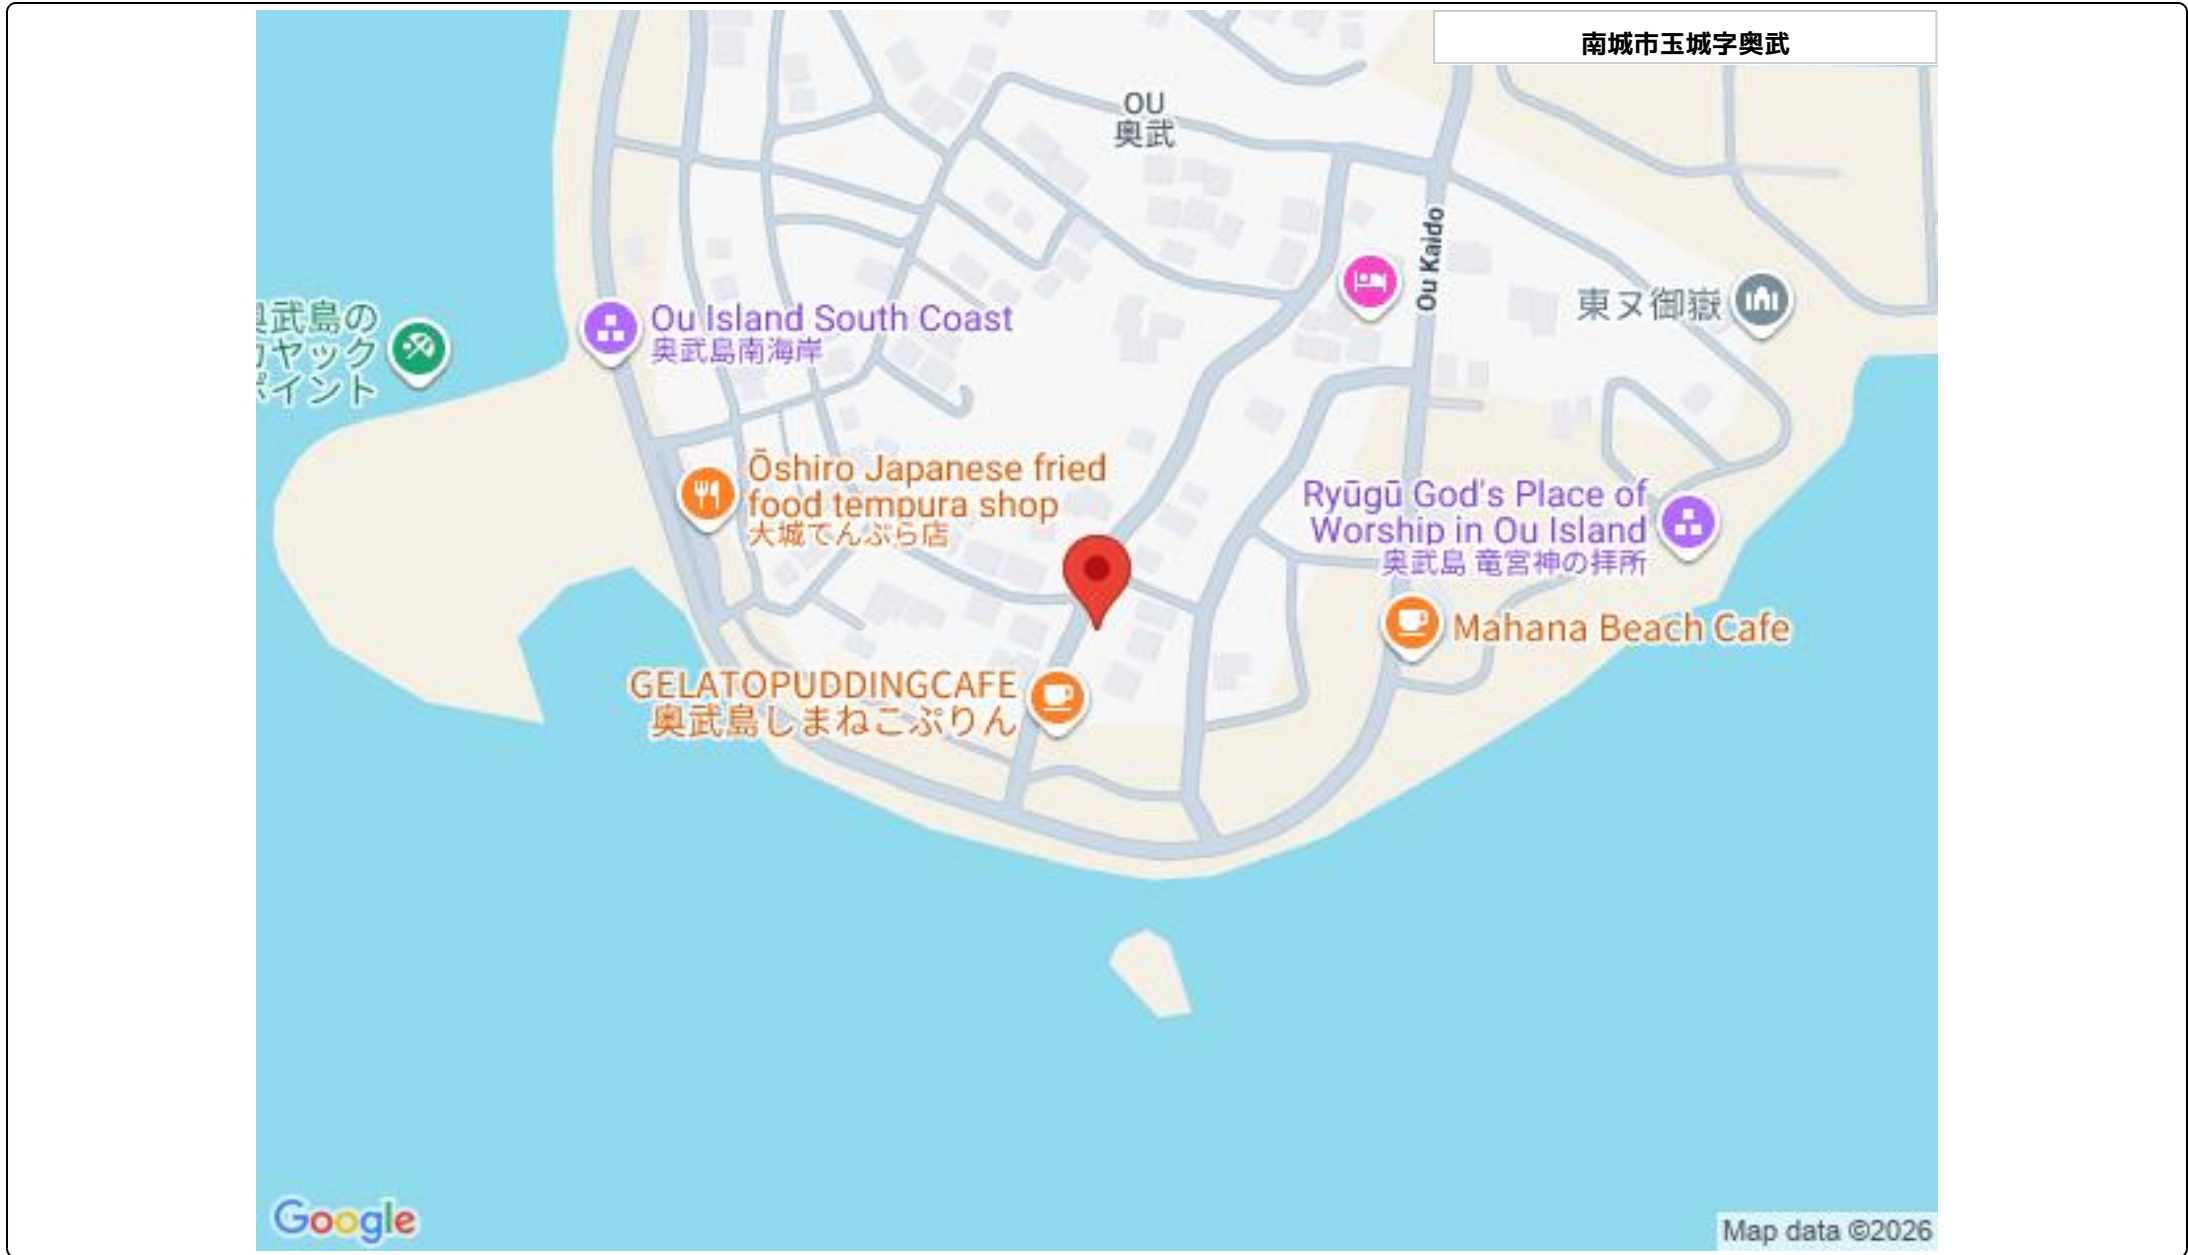 南城市玉城字奥武
OU
奥武
Ou Kaido
東ヌ御嶽
武島の
カヤック
ポイント
Ou Island South Coast
奥武島南海岸
Ōshiro Japanese fried
food tempura shop
大城てんぷら店
Ryūgū God's Place of
Worship in Ou Island
奥武島 竜宮神の拝所
Mahana Beach Cafe
GELATOPUDDINGCAFE
奥武島しまねこぷりん
Google
Map data ©2026